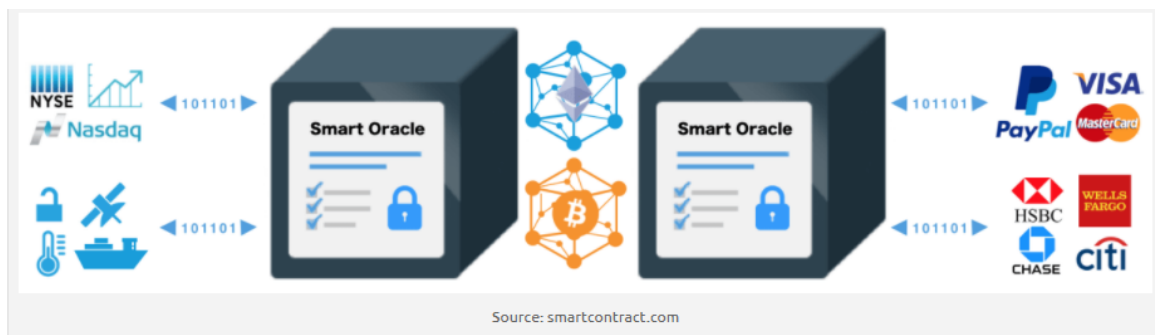 NYSE
Nasdaq
101101
101101
Smart Oracle
Smart Oracle
101101
101101
PayPal
VISA
MasterCard
HSBC
WELLS
FARGO
CHASE
citi
Source: smartcontract.com